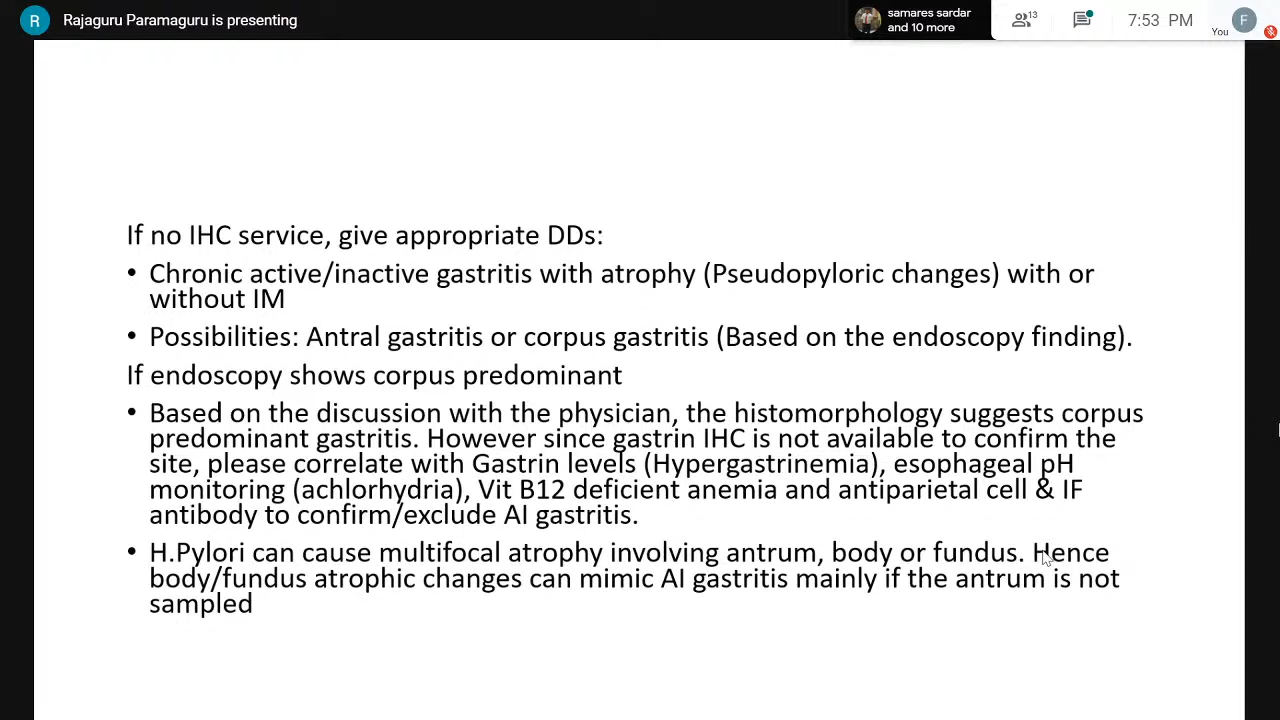 R Rajaguru Paramaguru is presenting
samares sardar
and 10 more
13
7:53 PM
You
F
If no IHC service, give appropriate DDs:
• Chronic active/inactive gastritis with atrophy (Pseudopyloric changes) with or
without IM
• Possibilities: Antral gastritis or corpus gastritis (Based on the endoscopy finding).
If endoscopy shows corpus predominant
• Based on the discussion with the physician, the histomorphology suggests corpus
predominant gastritis. However since gastrin IHC is not available to confirm the
site, please correlate with Gastrin levels (Hypergastrinemia), esophageal pH
monitoring (achlorhydria), Vit B12 deficient anemia and antiparietal cell & IF
antibody to confirm/exclude AI gastritis.
• H.Pylori can cause multifocal atrophy involving antrum, body or fundus. Hence
body/fundus atrophic changes can mimic AI gastritis mainly if the antrum is not
sampled